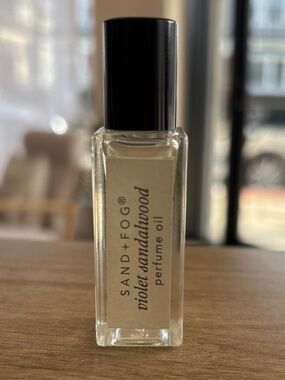 SAND + FOG®
violet sandalwood
perfume oil